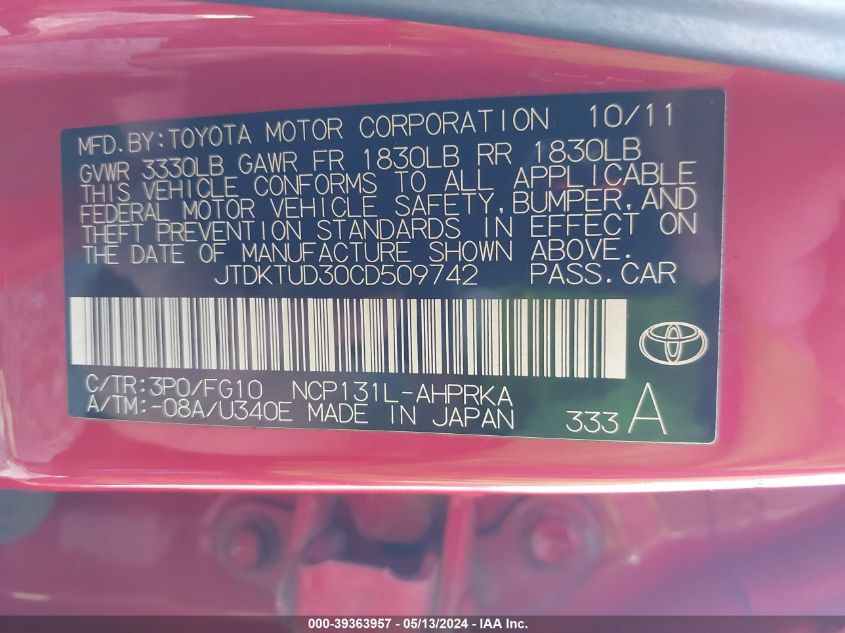 MFD. BY: TOYOTA MOTOR CORPORATION 10/11
GVWR 3330LB GAWR FR 1830LB RR 1830LB
THIS VEHICLE CONFORMS TO ALL APPLICABLE
FEDERAL MOTOR VEHICLE SAFETY, BUMPER, AND
THEFT PREVENTION STANDARDS IN EFFECT ON
THE DATE OF MANUFACTURE SHOWN ABOVE.
JTDKTUD30CD509742 PASS. CAR
C/TR: 3P0/FG10 NCP131L-AHPRKA
A/TM: -08A/U340E MADE IN JAPAN 333 A
000-39363957 - 05/13/2024 - IAA Inc.